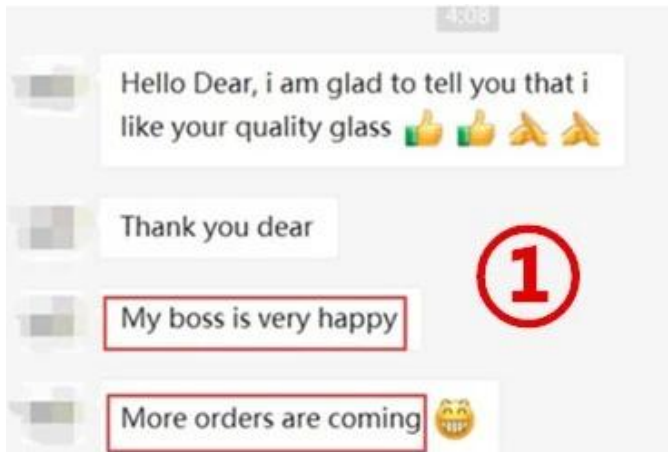 4:08
Hello Dear, i am glad to tell you that i
like your quality glass 👍 👍 🙏 🙏
Thank you dear
My boss is very happy
①
More orders are coming 😁